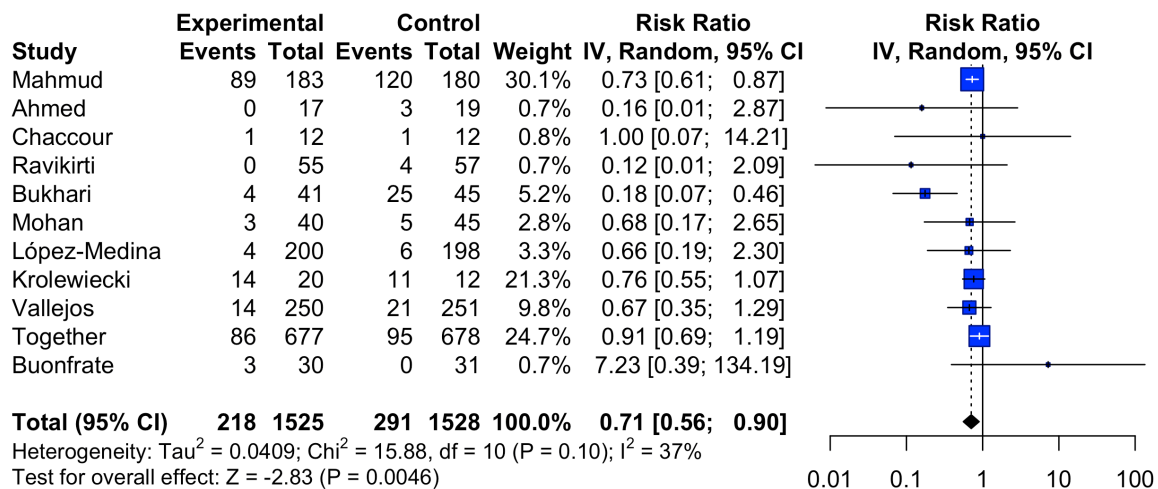 Experimental Control Risk Ratio Risk Ratio
Study Events Total Events Total Weight IV, Random, 95% CI IV, Random, 95% CI
Mahmud 89 183 120 180 30.1% 0.73 [0.61; 0.87]
Ahmed 0 17 3 19 0.7% 0.16 [0.01; 2.87]
Chaccour 1 12 1 12 0.8% 1.00 [0.07; 14.21]
Ravikirti 0 55 4 57 0.7% 0.12 [0.01; 2.09]
Bukhari 4 41 25 45 5.2% 0.18 [0.07; 0.46]
Mohan 3 40 5 45 2.8% 0.68 [0.17; 2.65]
López-Medina 4 200 6 198 3.3% 0.66 [0.19; 2.30]
Krolewiecki 14 20 11 12 21.3% 0.76 [0.55; 1.07]
Vallejos 14 250 21 251 9.8% 0.67 [0.35; 1.29]
Together 86 677 95 678 24.7% 0.91 [0.69; 1.19]
Buonfrate 3 30 0 31 0.7% 7.23 [0.39; 134.19]
Total (95% CI) 218 1525 291 1528 100.0% 0.71 [0.56; 0.90]
Heterogeneity: Tau² = 0.0409; Chi² = 15.88, df = 10 (P = 0.10); I² = 37%
Test for overall effect: Z = -2.83 (P = 0.0046)
0.01 0.1 1 10 100